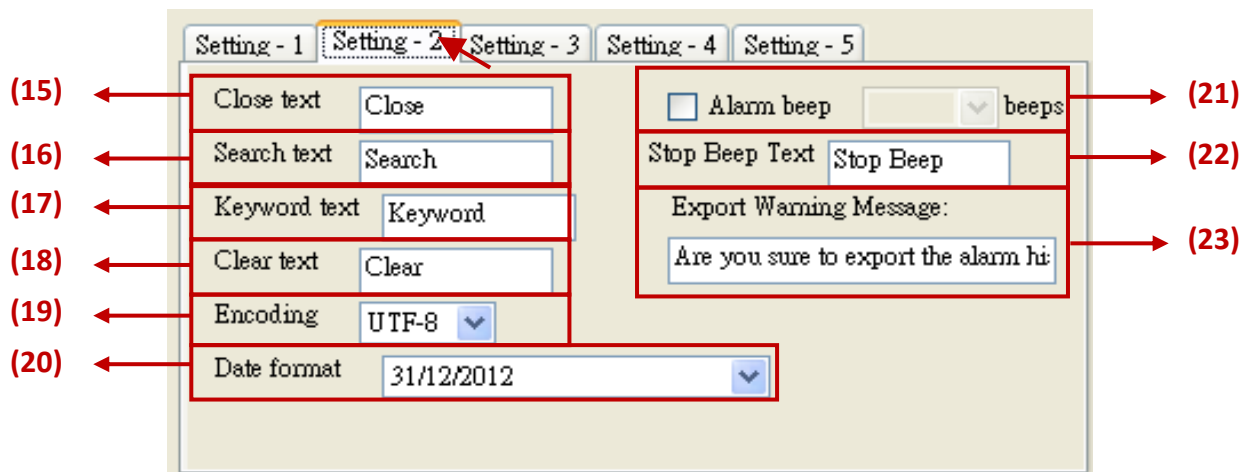 Setting - 1 Setting - 2 Setting - 3 Setting - 4 Setting - 5
(15) Close text Close
(16) Search text Search
(17) Keyword text Keyword
(18) Clear text Clear
(19) Encoding UTF-8
(20) Date format 31/12/2012
Alarm beep beeps (21)
Stop Beep Text Stop Beep (22)
Export Warning Message:
Are you sure to export the alarm hi (23)